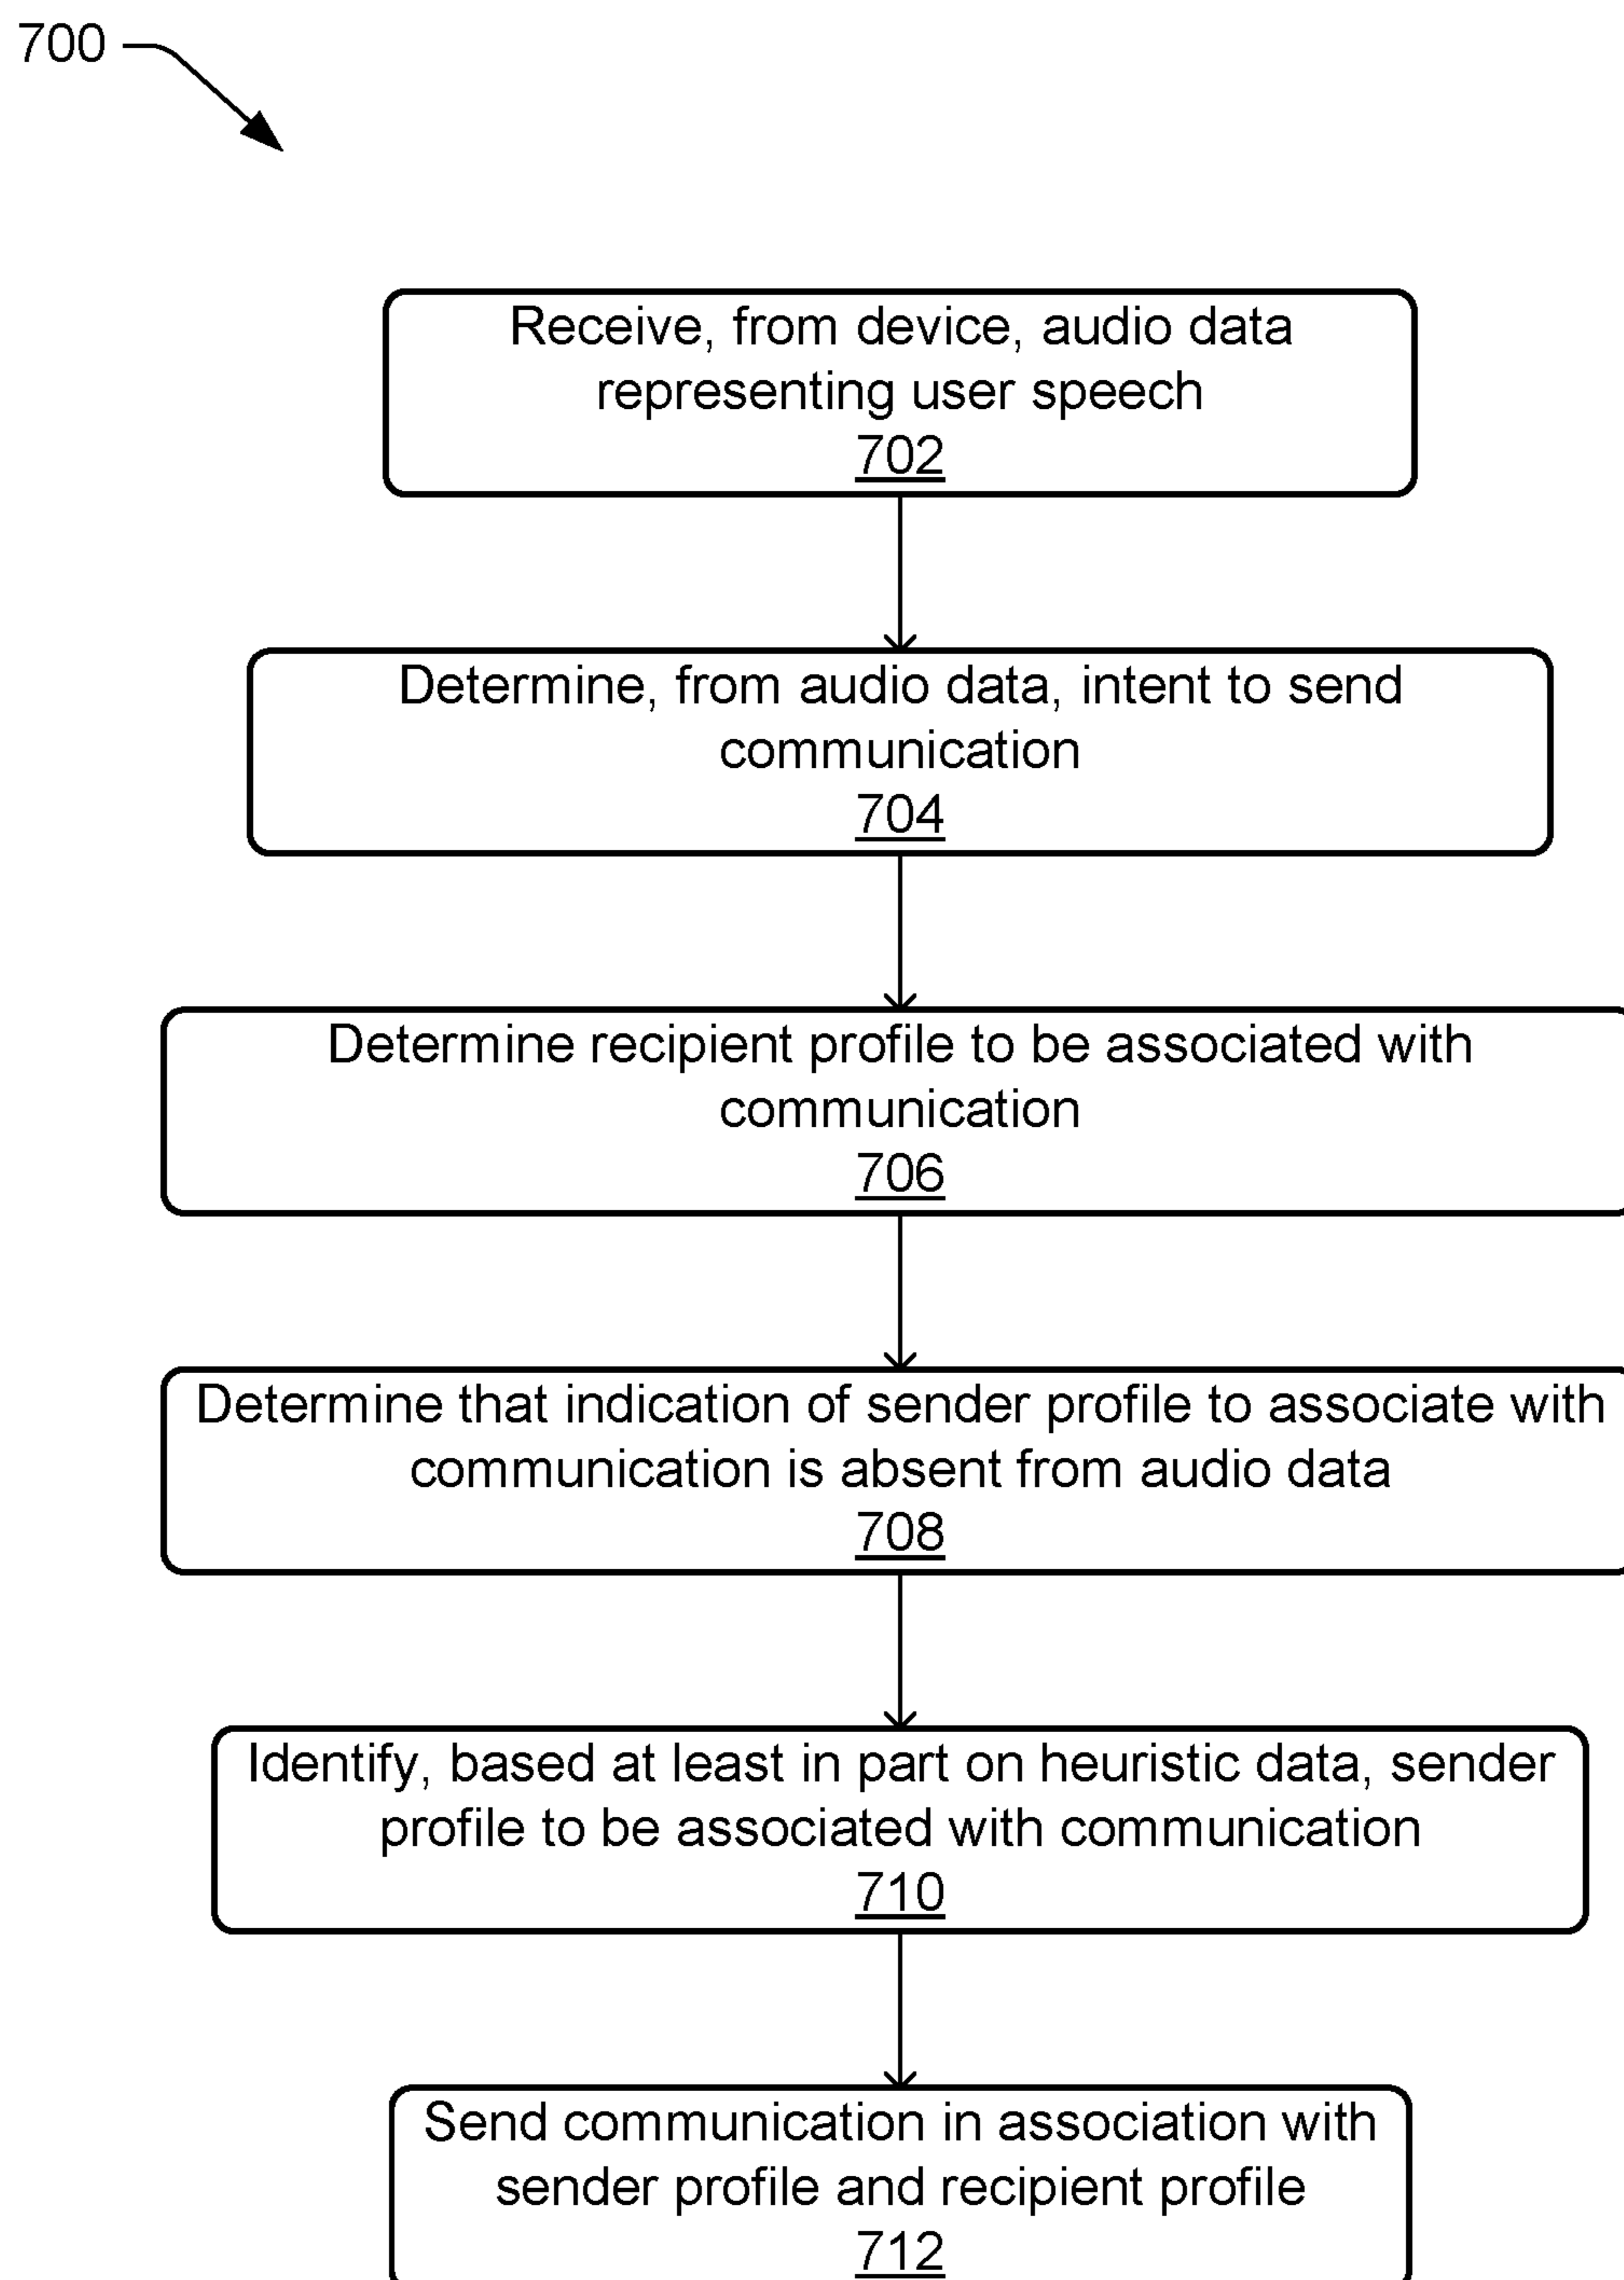 700
Receive, from device, audio data
representing user speech
702
Determine, from audio data, intent to send
communication
704
Determine recipient profile to be associated with
communication
706
Determine that indication of sender profile to associate with
communication is absent from audio data
708
Identify, based at least in part on heuristic data, sender
profile to be associated with communication
710
Send communication in association with
sender profile and recipient profile
712